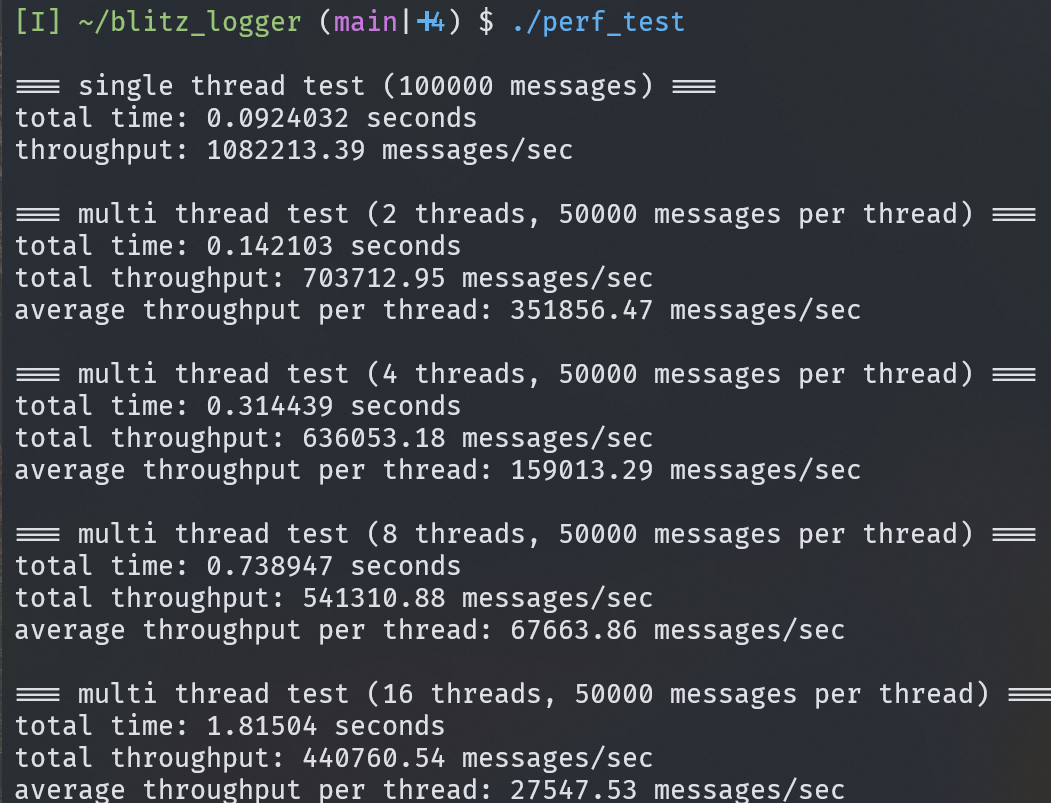 [I] ~/blitz_logger (main|+4) $ ./perf_test
=== single thread test (100000 messages) ===
total time: 0.0924032 seconds
throughput: 1082213.39 messages/sec
=== multi thread test (2 threads, 50000 messages per thread) ===
total time: 0.142103 seconds
total throughput: 703712.95 messages/sec
average throughput per thread: 351856.47 messages/sec
=== multi thread test (4 threads, 50000 messages per thread) ===
total time: 0.314439 seconds
total throughput: 636053.18 messages/sec
average throughput per thread: 159013.29 messages/sec
=== multi thread test (8 threads, 50000 messages per thread) ===
total time: 0.738947 seconds
total throughput: 541310.88 messages/sec
average throughput per thread: 67663.86 messages/sec
=== multi thread test (16 threads, 50000 messages per thread) ===
total time: 1.81504 seconds
total throughput: 440760.54 messages/sec
average throughput per thread: 27547.53 messages/sec